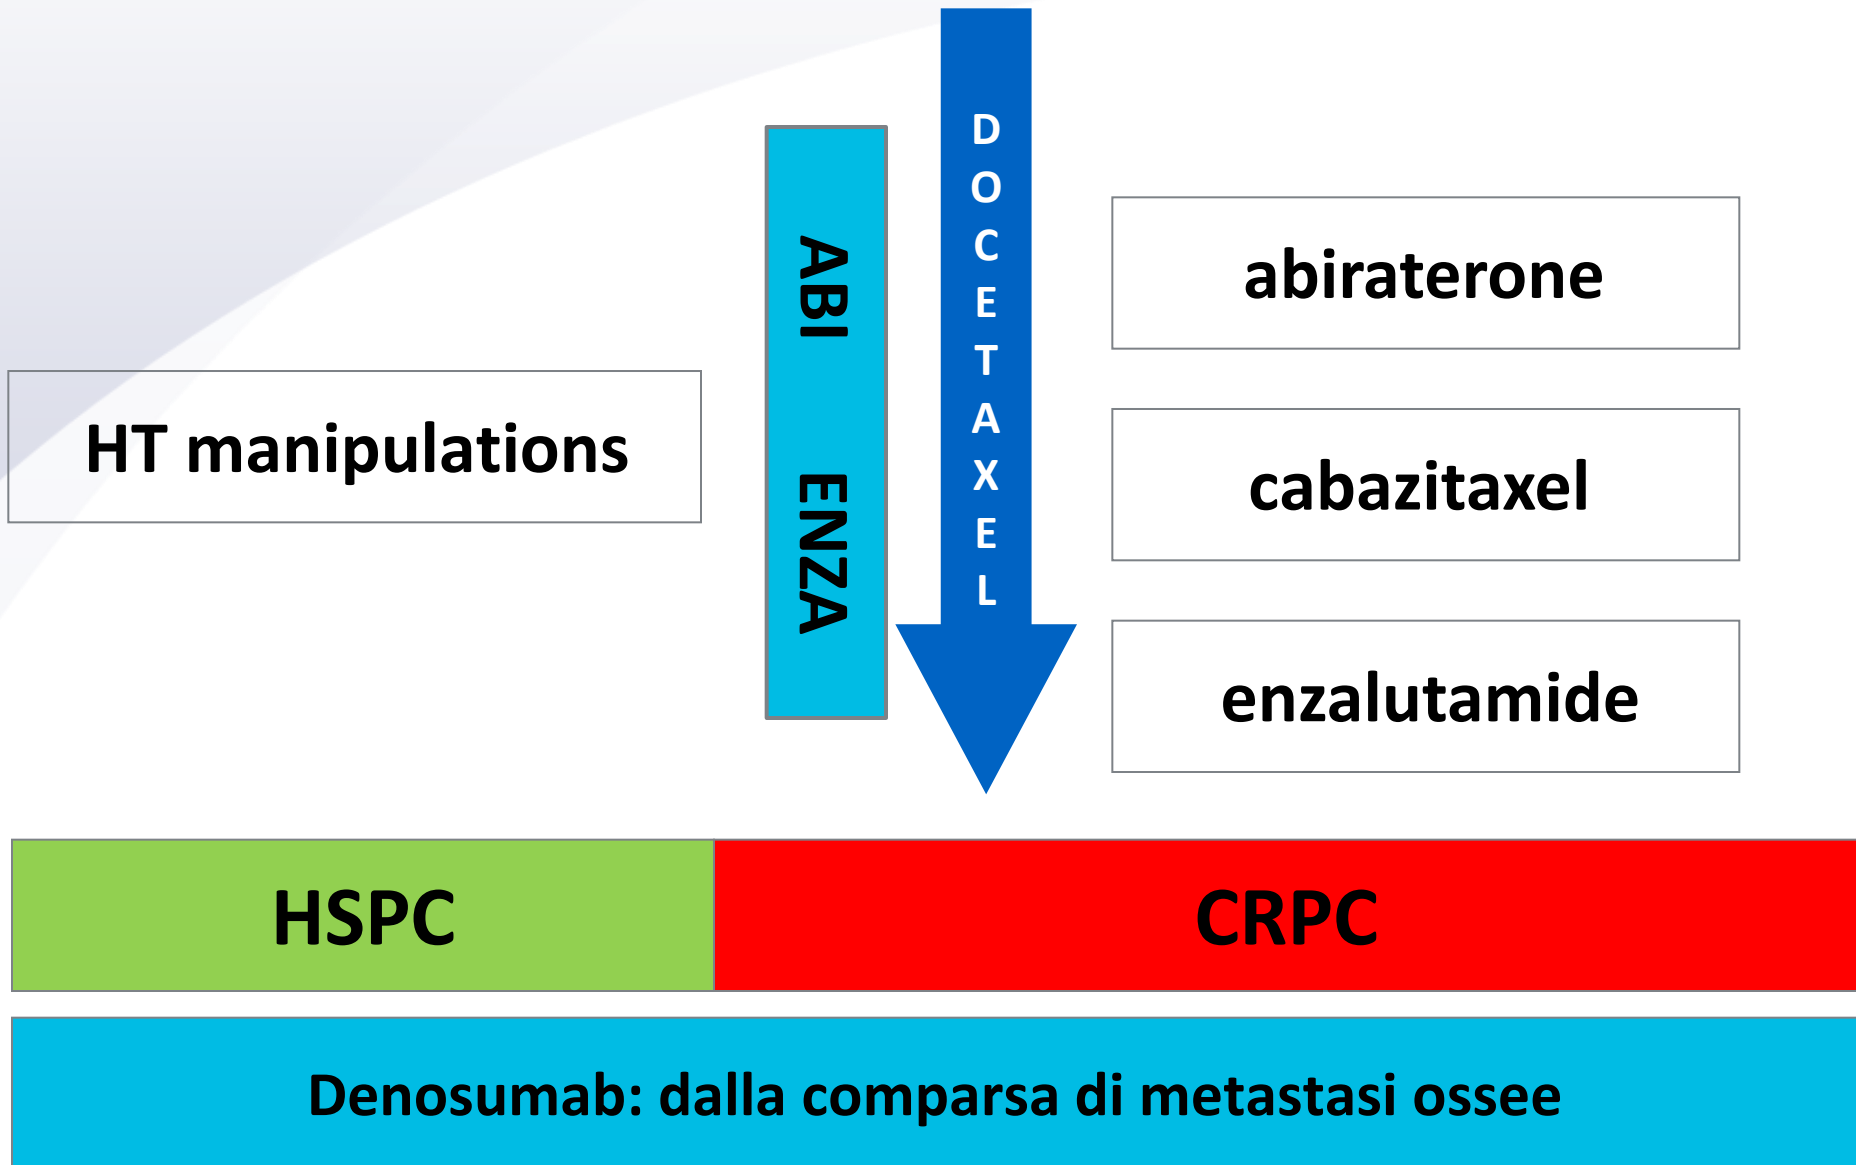 HT manipulations
ABI ENZA
DOCETAXEL
abiraterone
cabazitaxel
enzalutamide
HSPC
CRPC
Denosumab: dalla comparsa di metastasi ossee